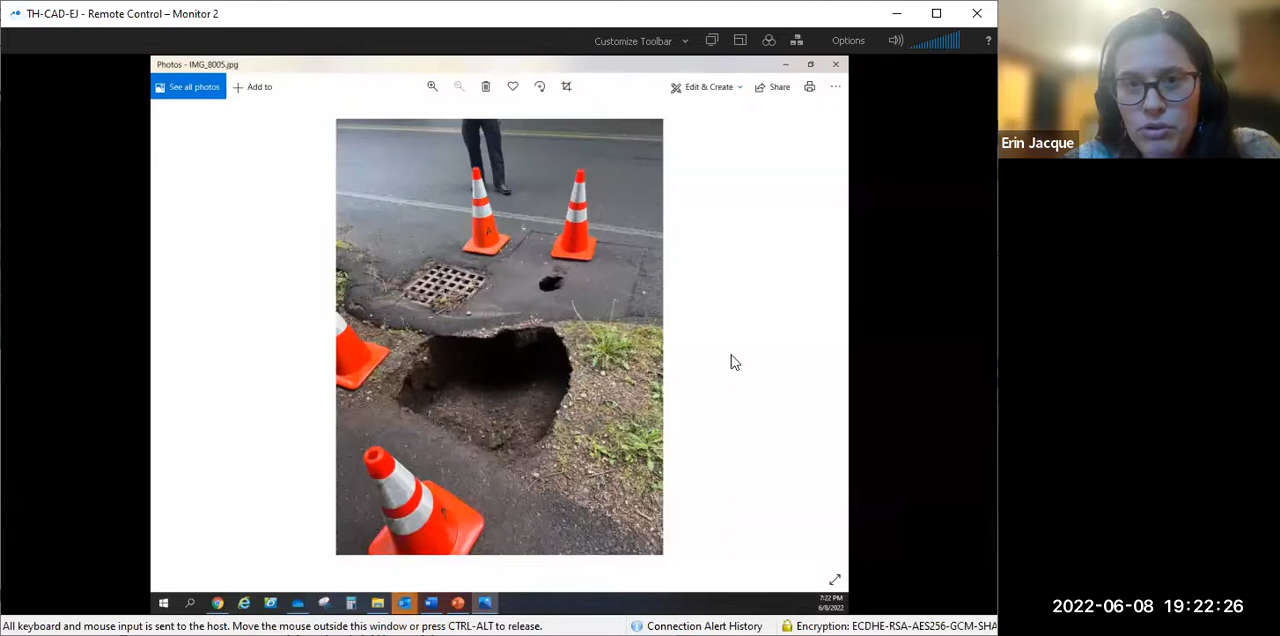 TH-CAD-EJ - Remote Control – Monitor 2
Customize Toolbar
Options
?
Photos - IMG_8005.jpg
See all photos
Add to
Edit & Create
Share
Erin Jacque
7:22 PM
6/8/2022
All keyboard and mouse input is sent to the host. Move the mouse outside this window or press CTRL-ALT to release.
Connection Alert History
Encryption: ECDHE-RSA-AES256-GCM-SHA
2022-06-08 19:22:26